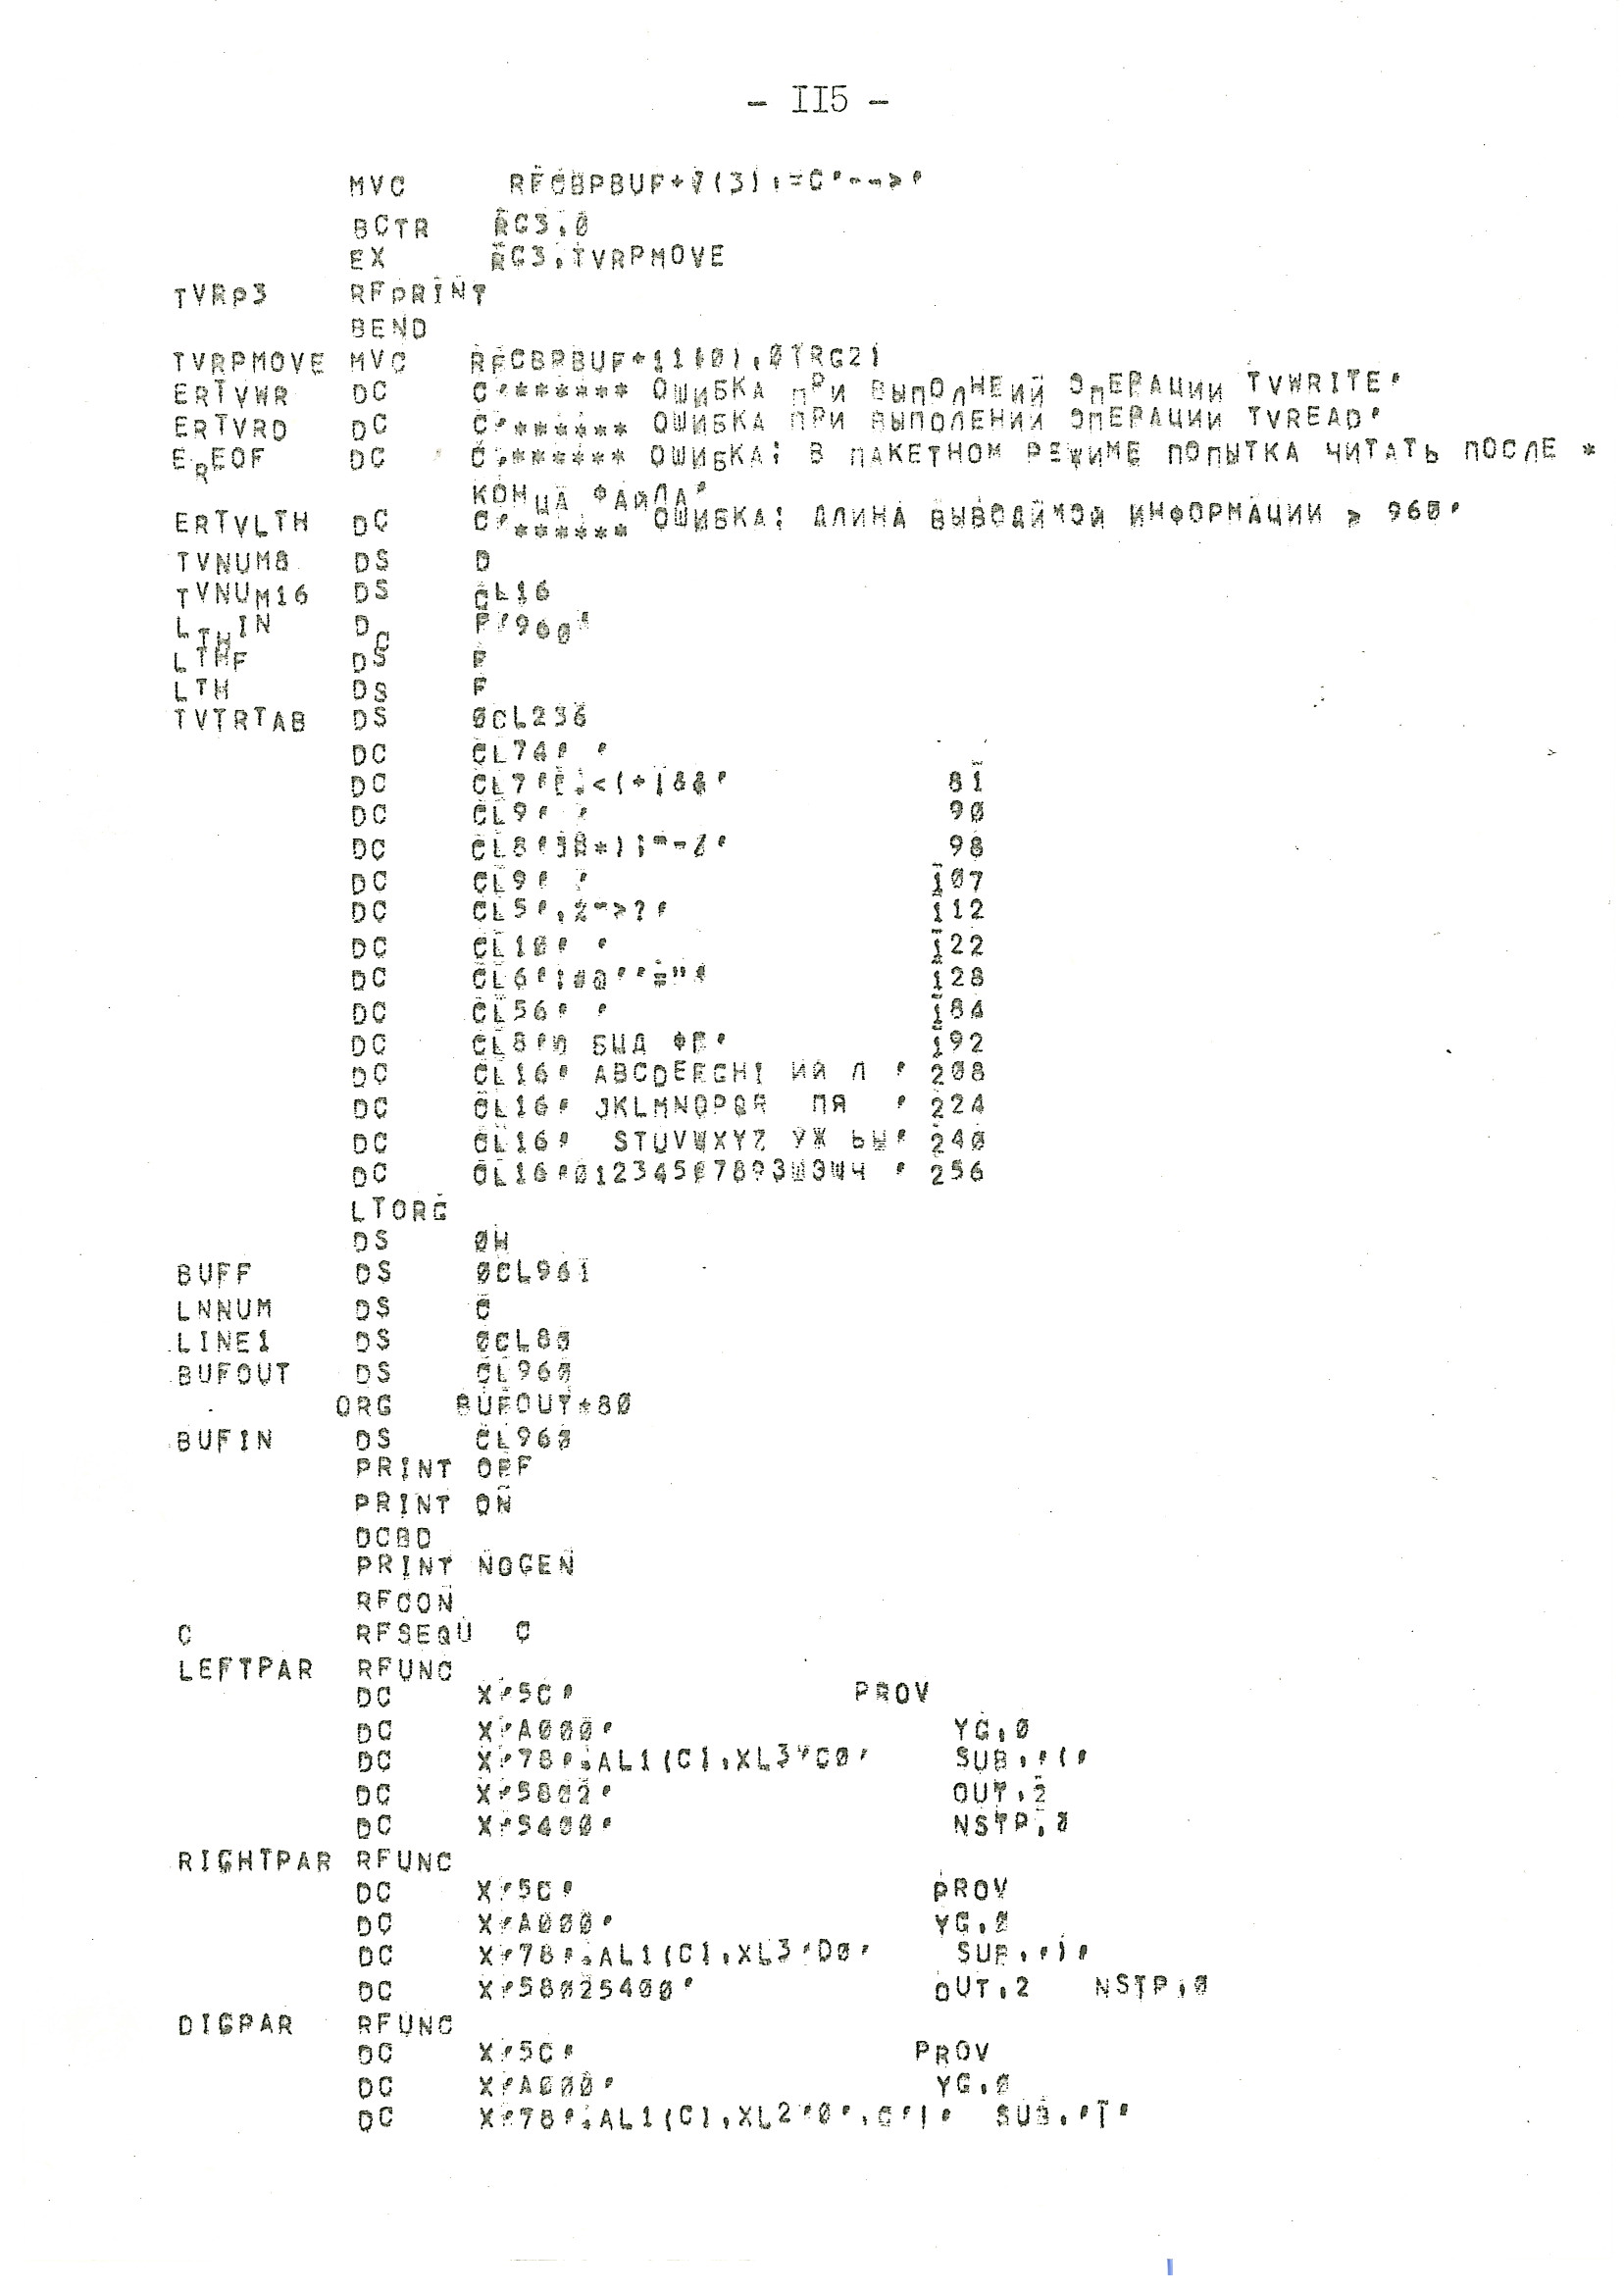 - II5 -
MVC RFCBPBUF+7(3),=C'-->'
BCTR RG3,0
EX RG3,TVRPMOVE
TVRP3 RFPRINT
BEND
TVRPMOVE MVC RFCBPBUF+11(0),0(RG2)
ERTVWR DC C'****** ОШИБКА ПРИ ВЫПОЛНЕИЙ ОПЕРАЦИИ TVWRITE'
ERTVRD DC C'****** ОШИБКА ПРИ ВЫПОЛЕНИИ ОПЕРАЦИИ TVREAD'
EREOF DC C'****** ОШИБКА: В ПАКЕТНОМ РЕЖИМЕ ПОПЫТКА ЧИТАТЬ ПОСЛЕ *
КОНЦА ФАЙЛА'
ERTVLTH DC C'****** ОШИБКА: ДЛИНА ВЫВОДИМОЙ ИНФОРМАЦИИ > 960'
TVNUM8 DS D
TVNUM16 DS CL16
LTHIN DC F'960'
LTHF DS F
LTH DS F
TVTRTAB DS 0CL256
DC CL74' '
DC CL7'[.<(+|&&' 81
DC CL9' ' 90
DC CL8'] *);¬-/' 98
DC CL9' ' 107
DC CL5',%->?' 112
DC CL10' ' 122
DC CL6':#@''="' 128
DC CL56' ' 184
DC CL8'Ю БЦД ФГ' 192
DC CL16' ABCDEFGHI ИЙ Л ' 208
DC CL16' JKLMNOPQR ПЯ ' 224
DC CL16' STUVWXYZ УЖ ЬЫ' 240
DC CL16'0123456789ЗШЭЩЧ ' 256
LTORG
DS 0H
BUFF DS 0CL961
LNNUM DS C
LINE1 DS 0CL80
BUFOUT DS CL960
ORG BUFOUT+80
BUFIN DS CL960
PRINT OFF
PRINT ON
DCBD
PRINT NOGEN
RFCON
C RFSEQU C
LEFTPAR RFUNC
DC X'5C' PROV
DC X'A000' YG,0
DC X'78',AL1(C),XL3'C0' SUB,'('
DC X'5802' OUT,2
DC X'5400' NSTP,0
RIGHTPAR RFUNC
DC X'5C' PROV
DC X'A000' YG,0
DC X'78',AL1(C),XL3'D0' SUB,')'
DC X'58025400' OUT,2 NSTP,0
DIGPAR RFUNC
DC X'5C' PROV
DC X'A000' YG,0
DC X'78',AL1(C),XL2'0',C'|' SUB,'|'